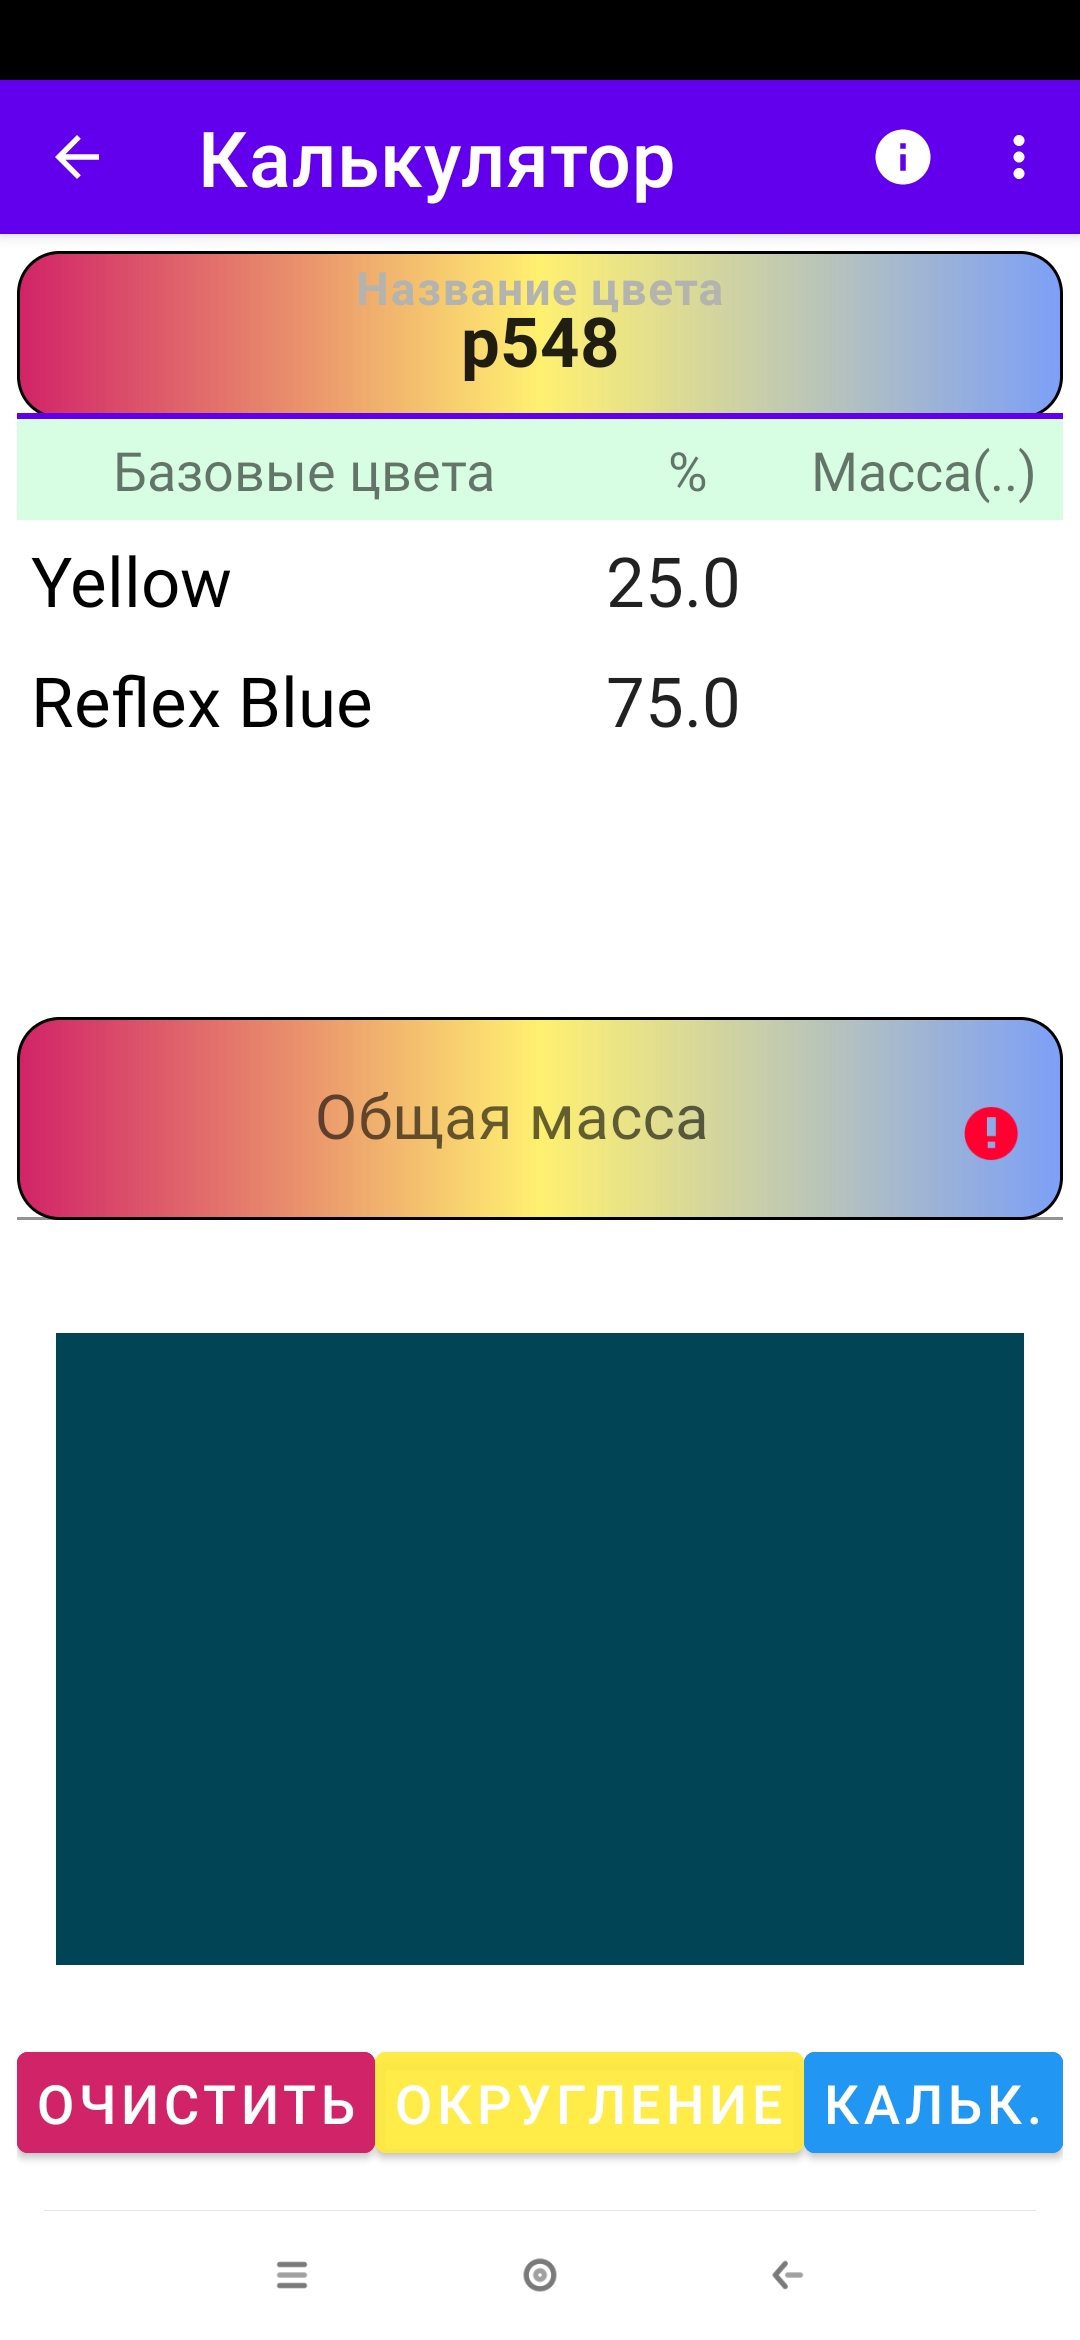 Калькулятор
Название цвета
p548
Базовые цвета % Масса(..)
Yellow 25.0
Reflex Blue 75.0
Общая масса
ОЧИСТИТЬ ОКРУГЛЕНИЕ КАЛЬК.